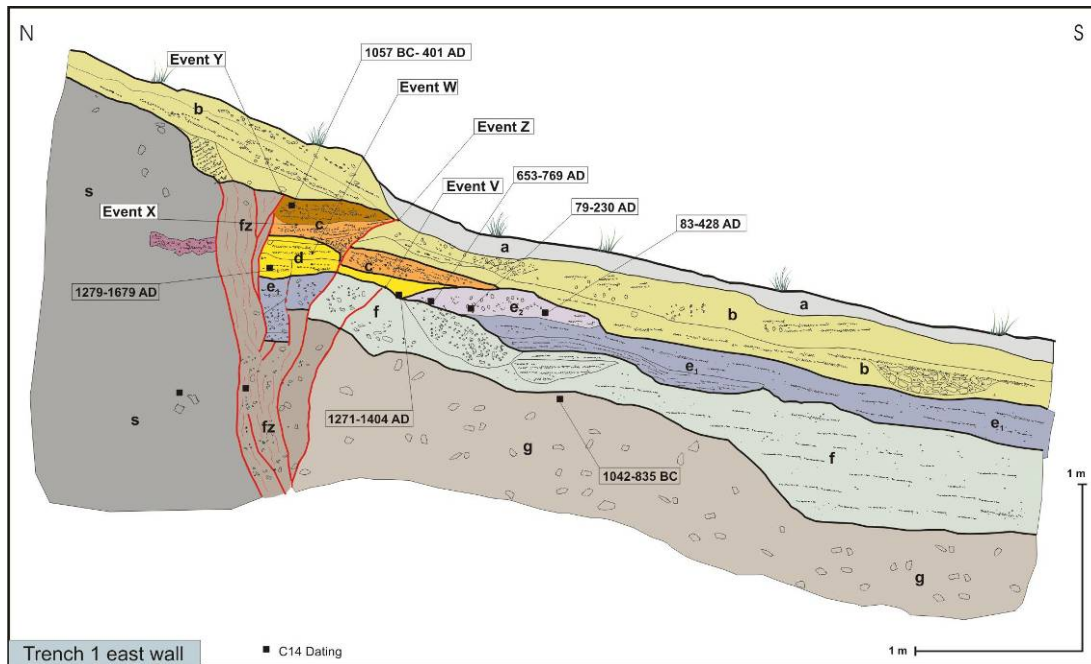 N
S
1057 BC- 401 AD
Event Y
Event W
b
Event Z
653-769 AD
Event V
79-230 AD
s
83-428 AD
Event X
fz
c
a
d
c
a
e1
1279-1679 AD
e2
b
f
b
e1
s
1271-1404 AD
fz
e1
g
f
1042-835 BC
1 m
g
Trench 1 east wall
C14 Dating
1 m